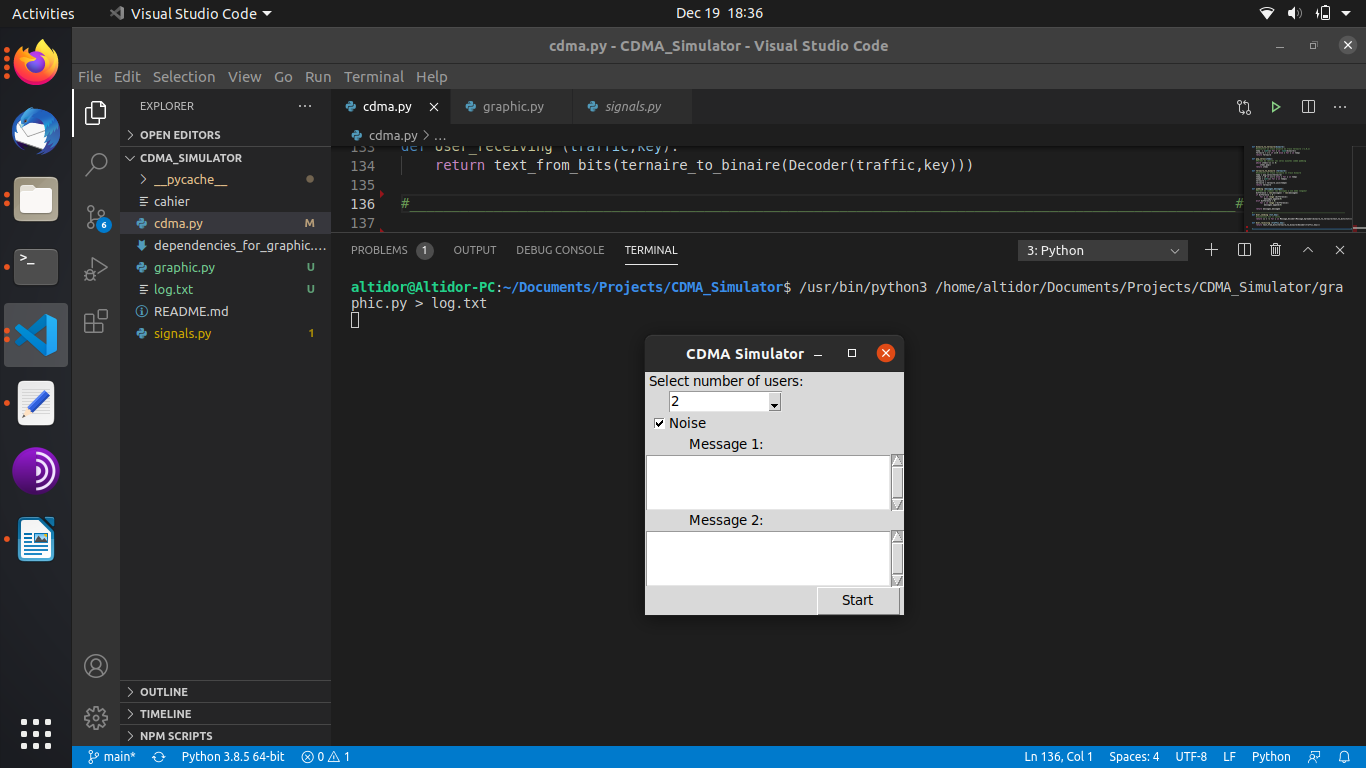 Activities Visual Studio Code Dec 19 18:36
cdma.py - CDMA_Simulator - Visual Studio Code
File Edit Selection View Go Run Terminal Help
EXPLORER
OPEN EDITORS
CDMA_SIMULATOR
__pycache__
cahier
cdma.py M
dependencies_for_graphic....
graphic.py U
log.txt U
README.md
signals.py 1
6
OUTLINE
TIMELINE
NPM SCRIPTS
cdma.py graphic.py signals.py
cdma.py > ...
133 def User_receiving (traffic,key):
134 return text_from_bits(ternaire_to_binaire(Decoder(traffic,key)))
135
136 #__________#
137
PROBLEMS 1 OUTPUT DEBUG CONSOLE TERMINAL 3: Python
altidor@Altidor-PC:~/Documents/Projects/CDMA_Simulator$ /usr/bin/python3 /home/altidor/Documents/Projects/CDMA_Simulator/gra
phic.py > log.txt
CDMA Simulator
Select number of users:
2
Noise
Message 1:
Message 2:
Start
main* Python 3.8.5 64-bit 0 1 Ln 136, Col 1 Spaces: 4 UTF-8 LF Python